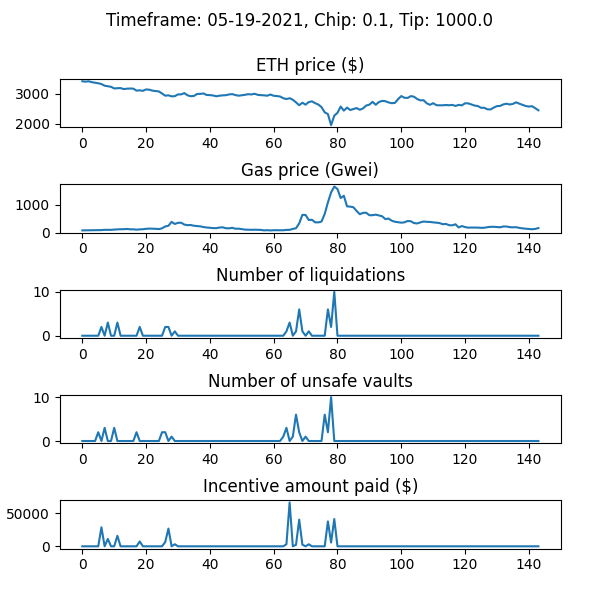 Timeframe: 05-19-2021, Chip: 0.1, Tip: 1000.0
ETH price ($)
3000
2000
0 20 40 60 80 100 120 140
Gas price (Gwei)
1000
0
0 20 40 60 80 100 120 140
Number of liquidations
10
0
0 20 40 60 80 100 120 140
Number of unsafe vaults
10
0
0 20 40 60 80 100 120 140
Incentive amount paid ($)
50000
0
0 20 40 60 80 100 120 140